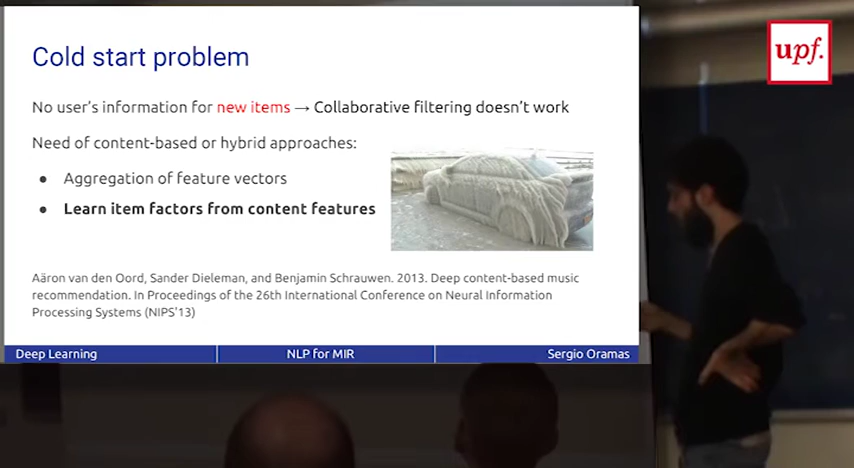 Cold start problem
upf.
No user's information for new items → Collaborative filtering doesn't work
Need of content-based or hybrid approaches:
● Aggregation of feature vectors
● Learn item factors from content features
Aäron van den Oord, Sander Dieleman, and Benjamin Schrauwen. 2013. Deep content-based music
recommendation. In Proceedings of the 26th International Conference on Neural Information
Processing Systems (NIPS'13)
Deep Learning
NLP for MIR
Sergio Oramas